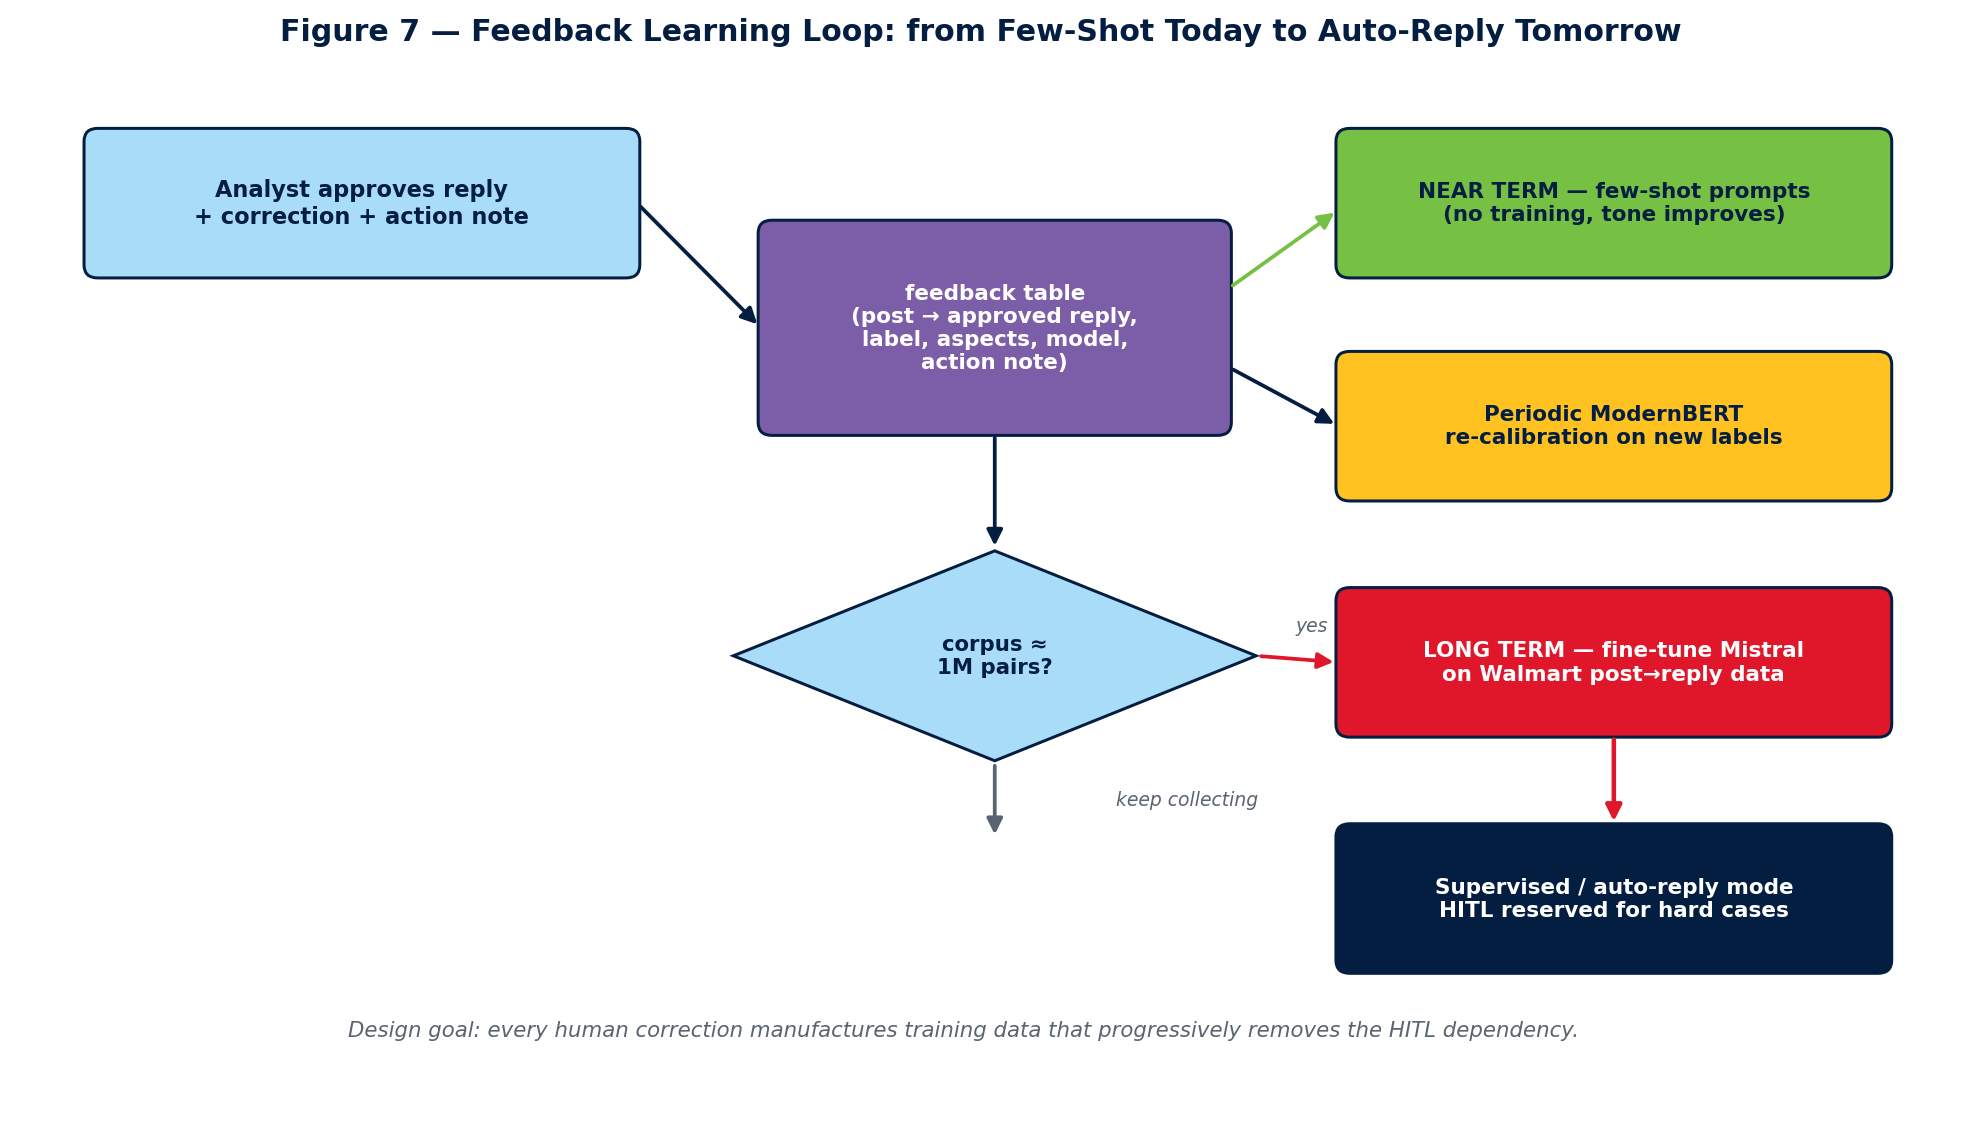 Figure 7 — Feedback Learning Loop: from Few-Shot Today to Auto-Reply Tomorrow
Analyst approves reply
+ correction + action note
feedback table
(post → approved reply,
label, aspects, model,
action note)
NEAR TERM — few-shot prompts
(no training, tone improves)
Periodic ModernBERT
re-calibration on new labels
corpus ≈
1M pairs?
yes
LONG TERM — fine-tune Mistral
on Walmart post→reply data
keep collecting
Supervised / auto-reply mode
HITL reserved for hard cases
Design goal: every human correction manufactures training data that progressively removes the HITL dependency.